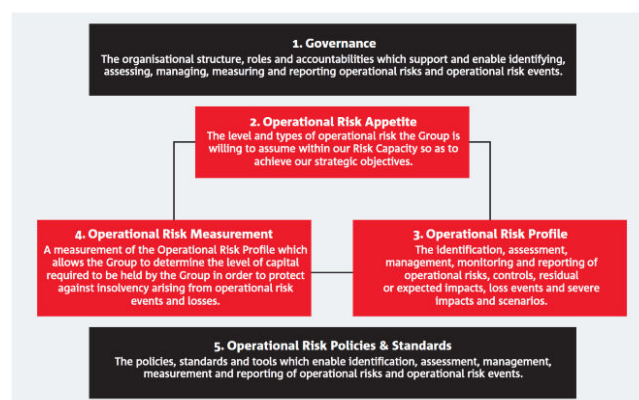 1. Governance
The organisational structure, roles and accountabilities which support and enable identifying,
assessing, managing, measuring and reporting operational risks and operational risk events.
2. Operational Risk Appetite
The level and types of operational risk the Group is
willing to assume within our Risk Capacity so as to
achieve our strategic objectives.
4. Operational Risk Measurement
A measurement of the Operational Risk Profile which
allows the Group to determine the level of capital
required to be held by the Group in order to protect
against insolvency arising from operational risk
events and losses.
3. Operational Risk Profile
The identification, assessment,
management, monitoring and reporting of
operational risks, controls, residual
or expected impacts, loss events and severe
impacts and scenarios.
5. Operational Risk Policies & Standards
The policies, standards and tools which enable identification, assessment, management,
measurement and reporting of operational risks and operational risk events.